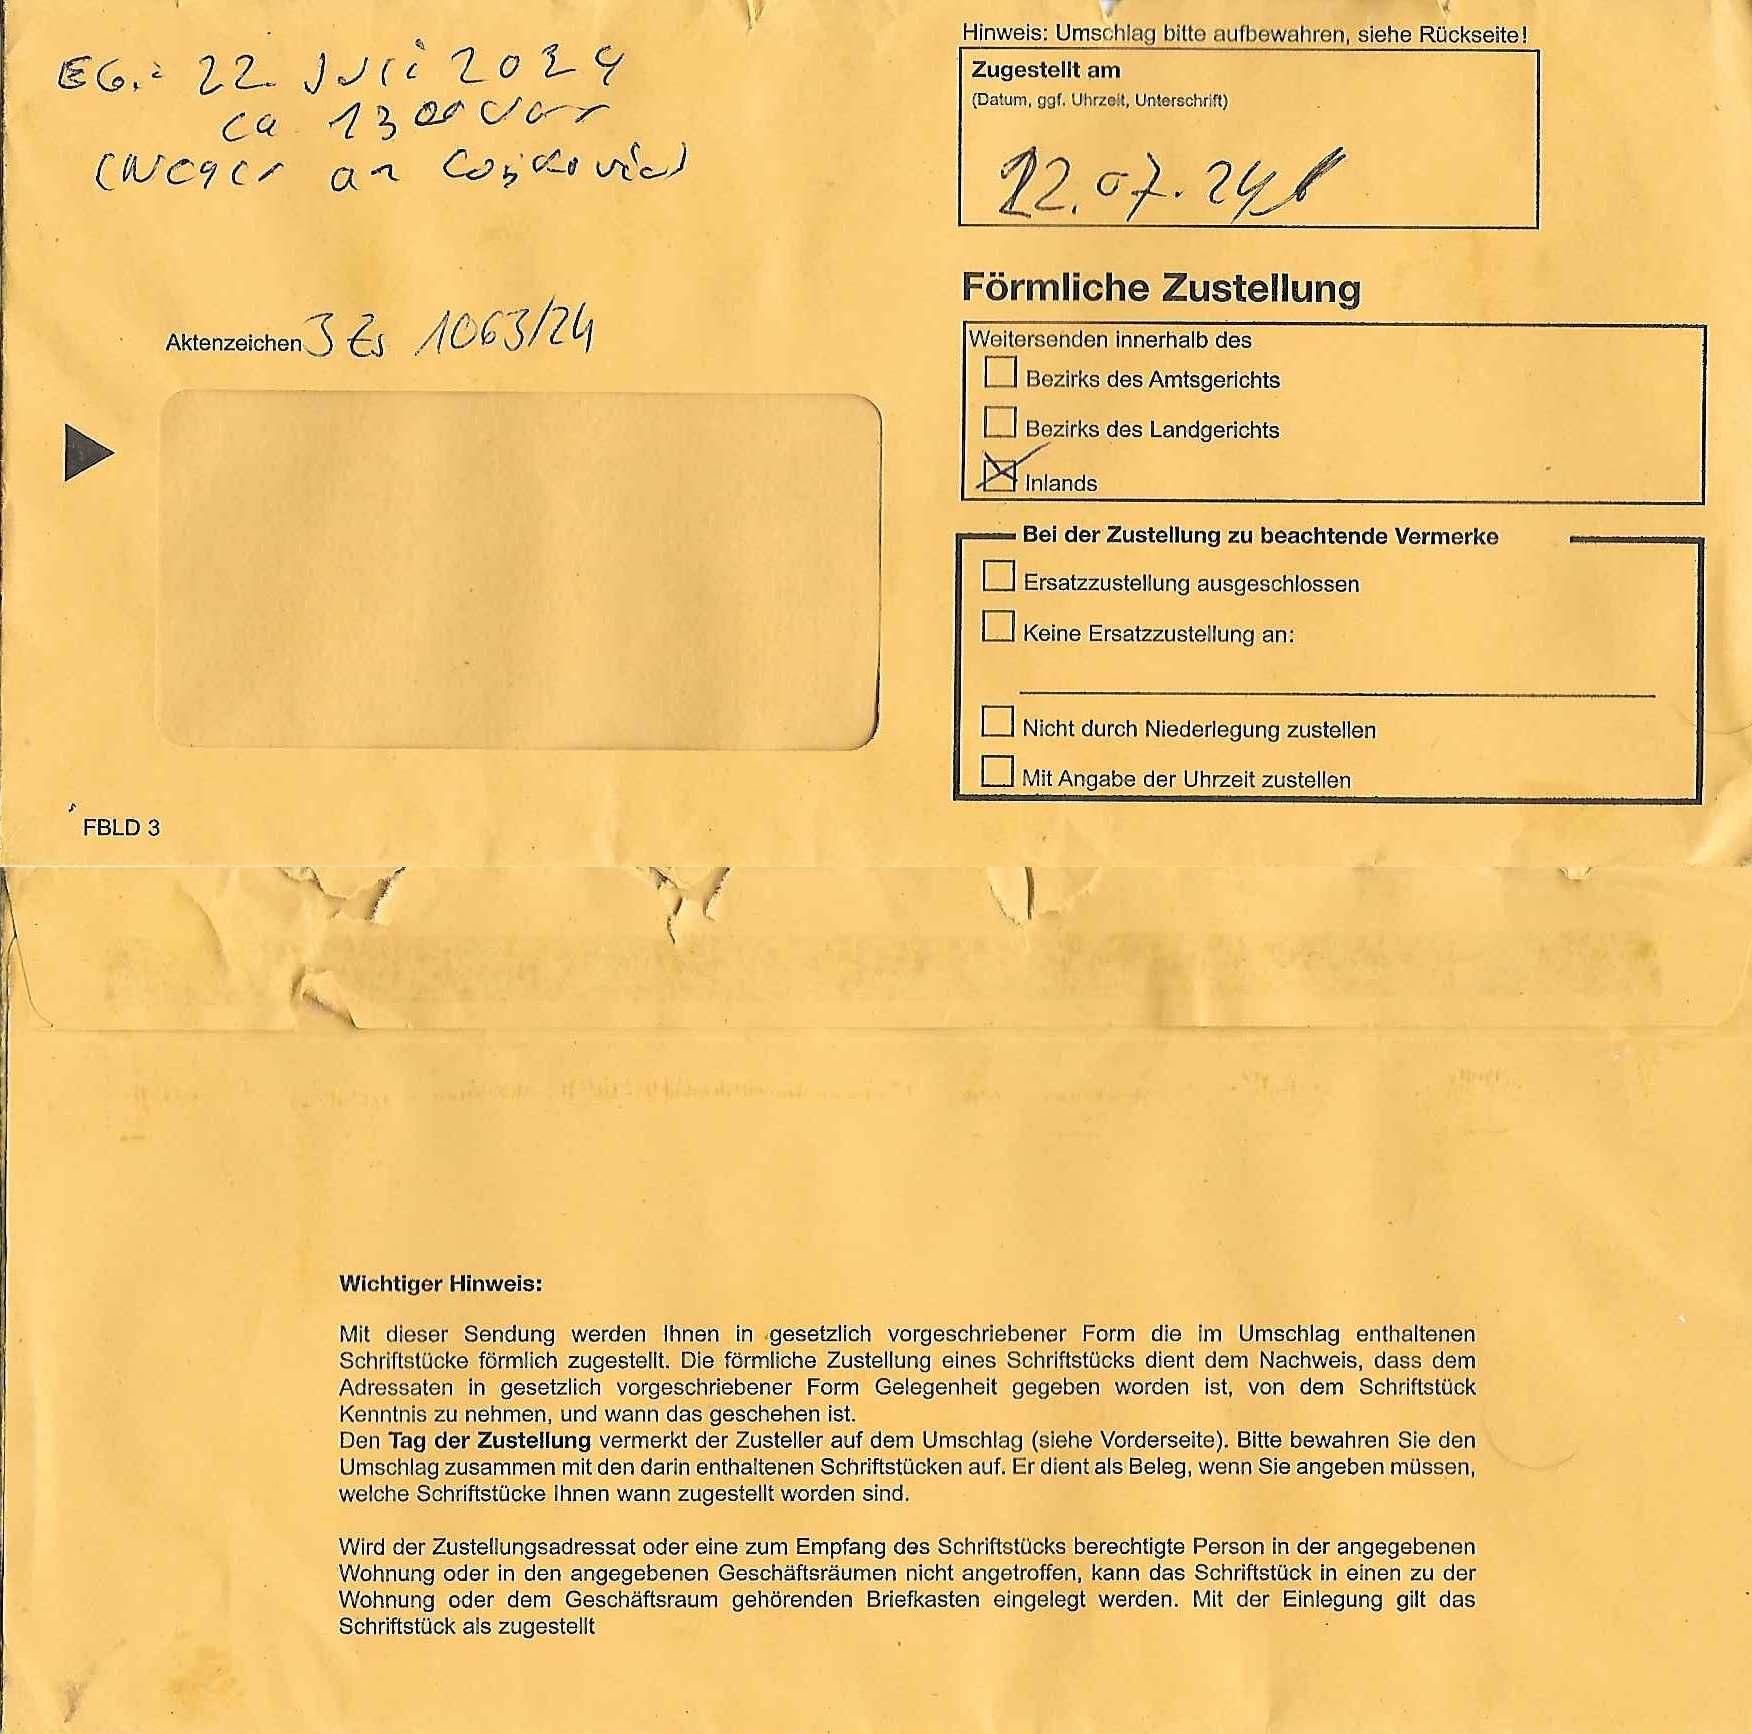 EG.: 22. Juli 2024
ca 13 00 Uhr
an
Hinweis: Umschlag bitte aufbewahren, siehe Rückseite!
Zugestellt am
(Datum, ggf. Uhrzeit, Unterschrift)
22.07.24
Förmliche Zustellung
Aktenzeichen 3 Zs 1063/24
Weitersenden innerhalb des
Bezirks des Amtsgerichts
Bezirks des Landgerichts
Inlands
Bei der Zustellung zu beachtende Vermerke
Ersatzzustellung ausgeschlossen
Keine Ersatzzustellung an:
Nicht durch Niederlegung zustellen
Mit Angabe der Uhrzeit zustellen
FBLD 3
Wichtiger Hinweis:
Mit dieser Sendung werden Ihnen in gesetzlich vorgeschriebener Form die im Umschlag enthaltenen
Schriftstücke förmlich zugestellt. Die förmliche Zustellung eines Schriftstücks dient dem Nachweis, dass dem
Adressaten in gesetzlich vorgeschriebener Form Gelegenheit gegeben worden ist, von dem Schriftstück
Kenntnis zu nehmen, und wann das geschehen ist.
Den Tag der Zustellung vermerkt der Zusteller auf dem Umschlag (siehe Vorderseite). Bitte bewahren Sie den
Umschlag zusammen mit den darin enthaltenen Schriftstücken auf. Er dient als Beleg, wenn Sie angeben müssen,
welche Schriftstücke Ihnen wann zugestellt worden sind.
Wird der Zustellungsadressat oder eine zum Empfang des Schriftstücks berechtigte Person in der angegebenen
Wohnung oder in den angegebenen Geschäftsräumen nicht angetroffen, kann das Schriftstück in einen zu der
Wohnung oder dem Geschäftsraum gehörenden Briefkasten eingelegt werden. Mit der Einlegung gilt das
Schriftstück als zugestellt